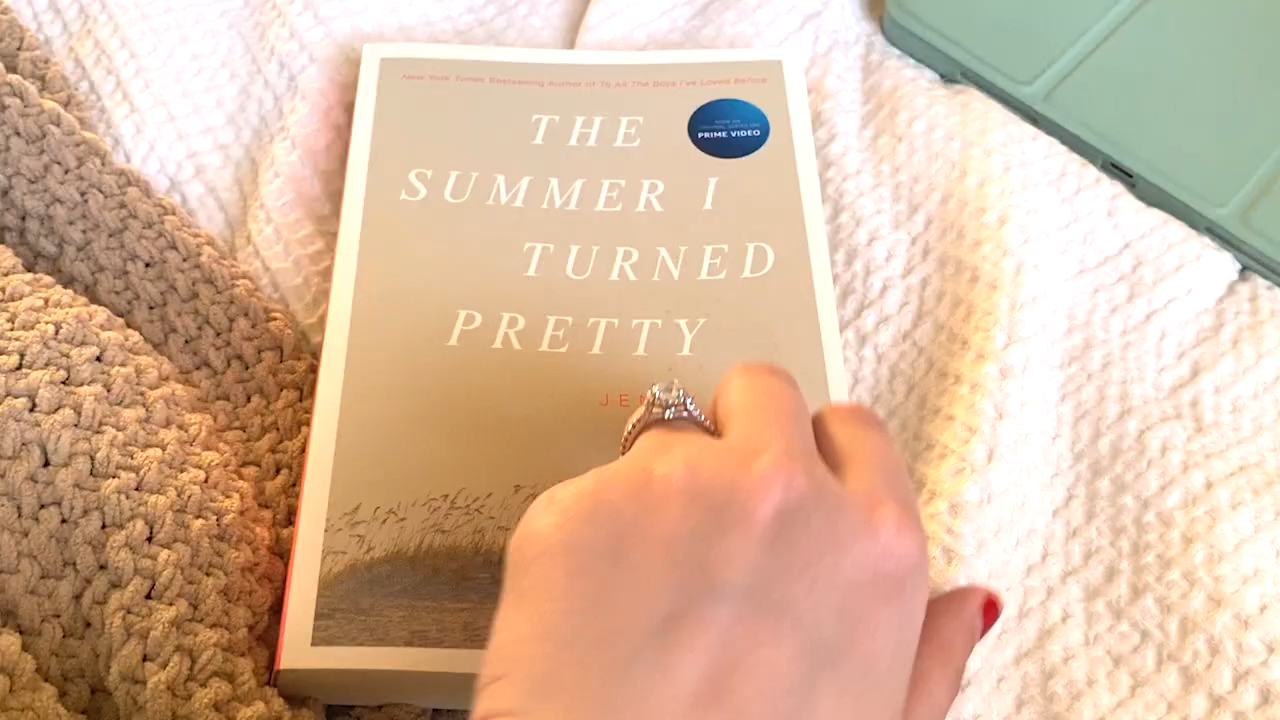 New York Times Bestselling Author of To All The Boys I've Loved Before
THE
SUMMER I
TURNED
PRETTY
PRIME VIDEO
JEN